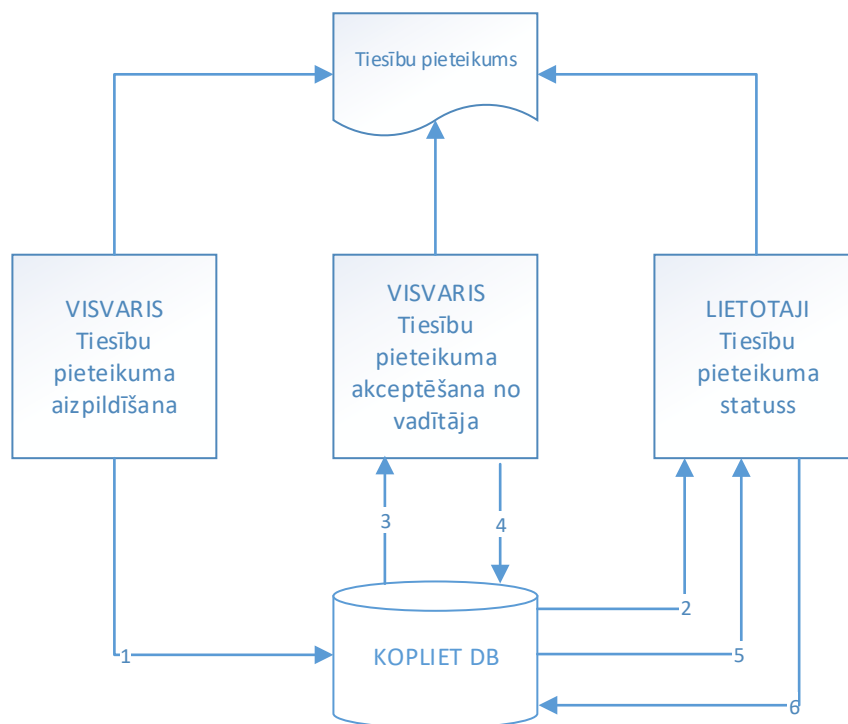 Tiesību pieteikums
VISVARIS
Tiesību
pieteikuma
aizpildīšana
VISVARIS
Tiesību
pieteikuma
akceptēšana no
vadītāja
LIETOTAJI
Tiesību
pieteikuma
statuss
3
4
2
1
KOPLIET DB
5
6